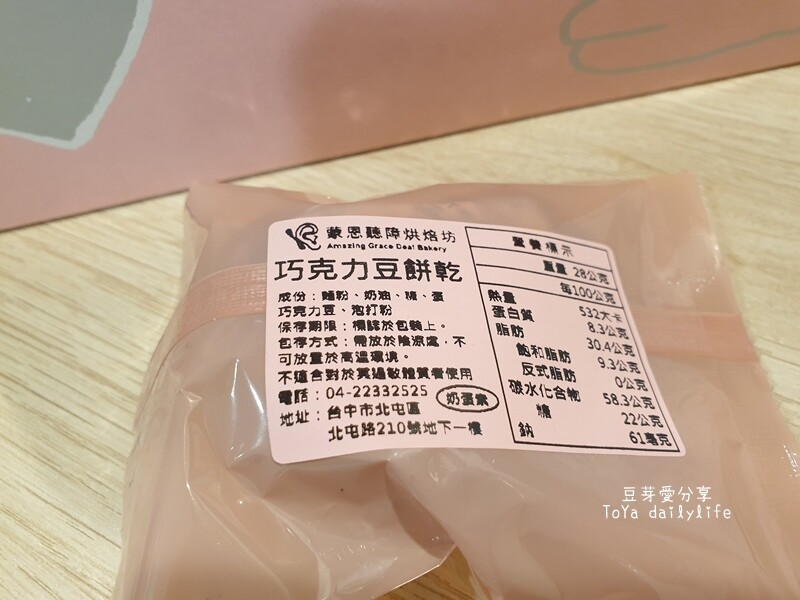 蒙恩聽障烘焙坊
Amazing Grace Deaf Bakery
巧克力豆餅乾
成份：麵粉、奶油、糖、蛋
巧克力豆、泡打粉
保存期限：標誌於包裝上。
包存方式：需放於陰涼處，不
可放置於高溫環境。
不適合對於其過敏體質者使用
電話：04-22332525
奶蛋素
地址：台中市北屯區
北屯路210號地下一樓
營養標示
重量 28公克
每100公克
熱量 532大卡
蛋白質 8.3公克
脂肪 30.4公克
飽和脂肪 9.3公克
反式脂肪 0公克
碳水化合物 58.3公克
糖 22公克
鈉 61毫克
豆芽愛分享
ToYa dailylife